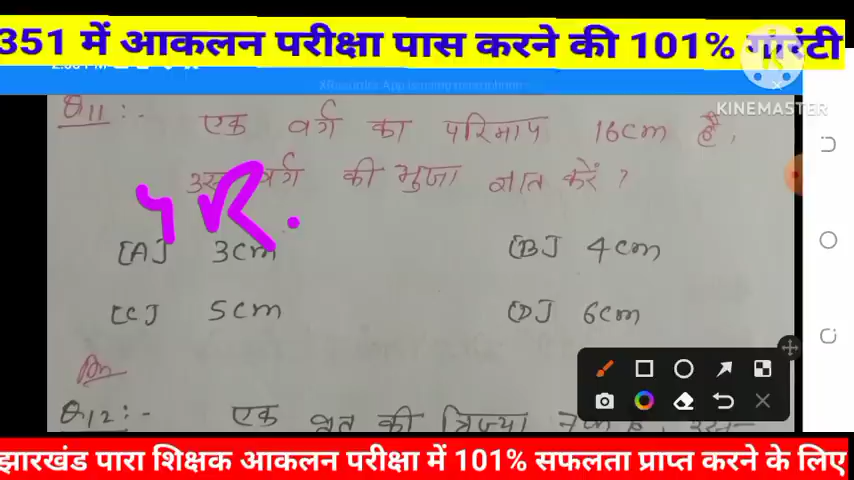 351 में आकलन परीक्षा पास करने की 101% गारंटी
KINEMASTER
Q11:-. एक वर्ग का परिमाप 16cm है,
उस वर्ग की भुजा ज्ञात करें ?
[A] 3cm [B] 4cm
[C] 5cm [D] 6cm
Ans
Q12:- एक वृत की त्रिज्या
झारखंड पारा शिक्षक आकलन परीक्षा में 101% सफलता प्राप्त करने के लिए